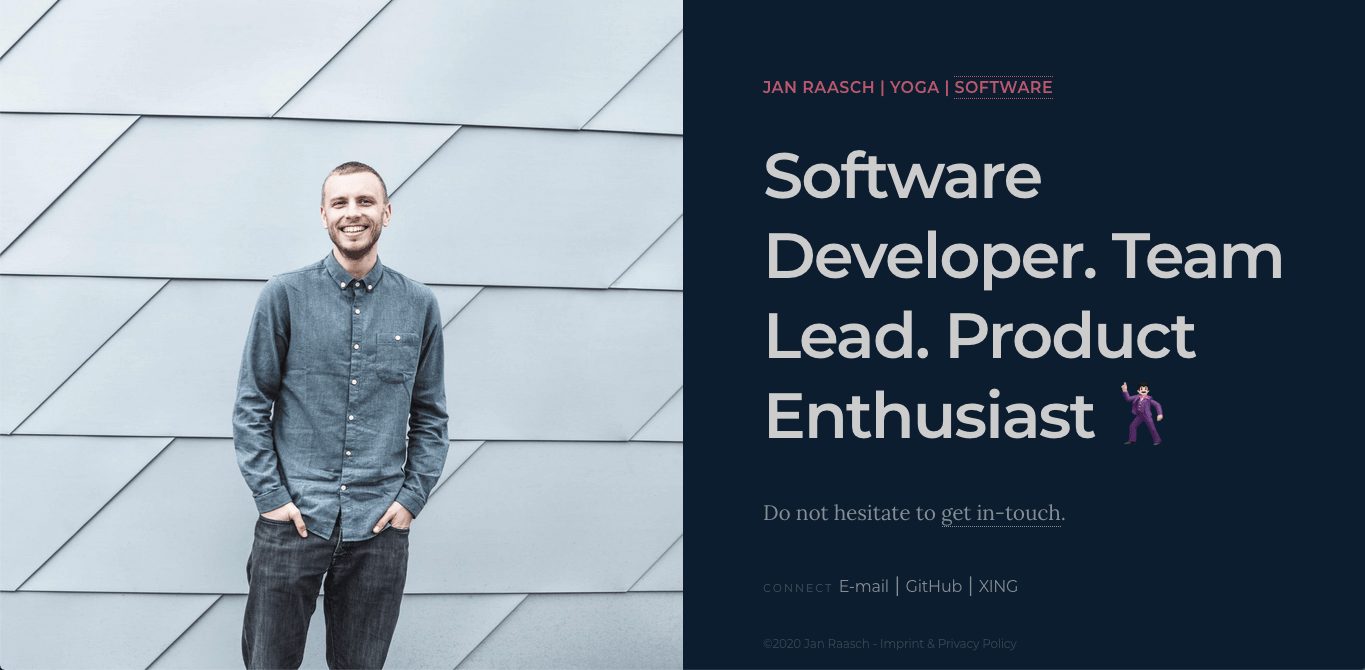 JAN RAASCH | YOGA | SOFTWARE
Software
Developer. Team
Lead. Product
Enthusiast 🕺🏻
Do not hesitate to get in-touch.
CONNECT E-mail | GitHub | XING
©2020 Jan Raasch - Imprint & Privacy Policy